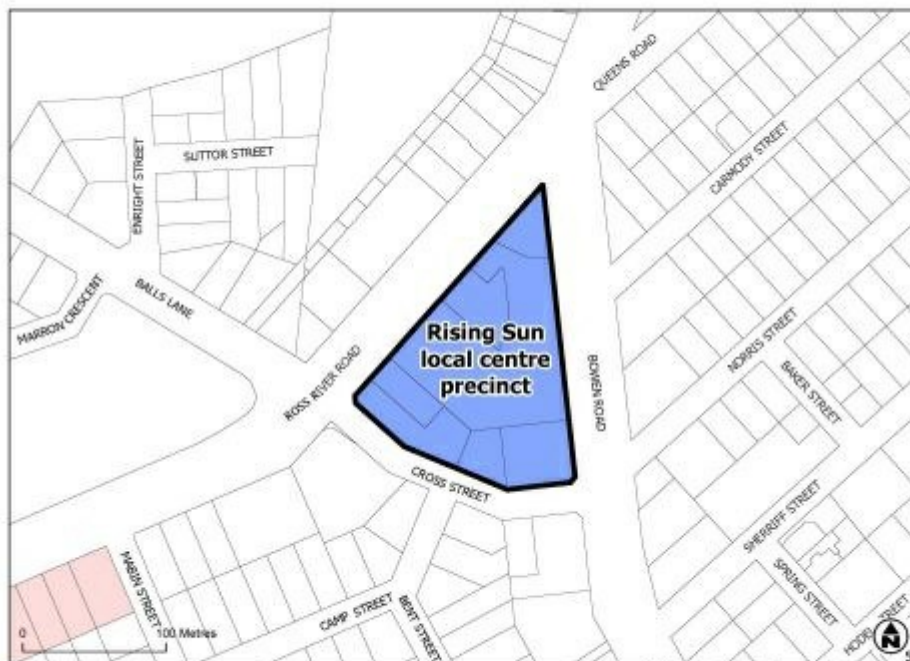 QUEENS ROAD
SUTTOR STREET
ENRIGHT STREET
CARMODY STREET
BALLS LANE
MARRON CRESCENT
ROSS RIVER ROAD
Rising Sun
local centre
precinct
BOWEN ROAD
NORRIS STREET
BAKER STREET
CROSS STREET
SHERRIFF STREET
SPRING STREET
MABIN STREET
CAMP STREET
BENT STREET
STREET
0 100 Metres
N